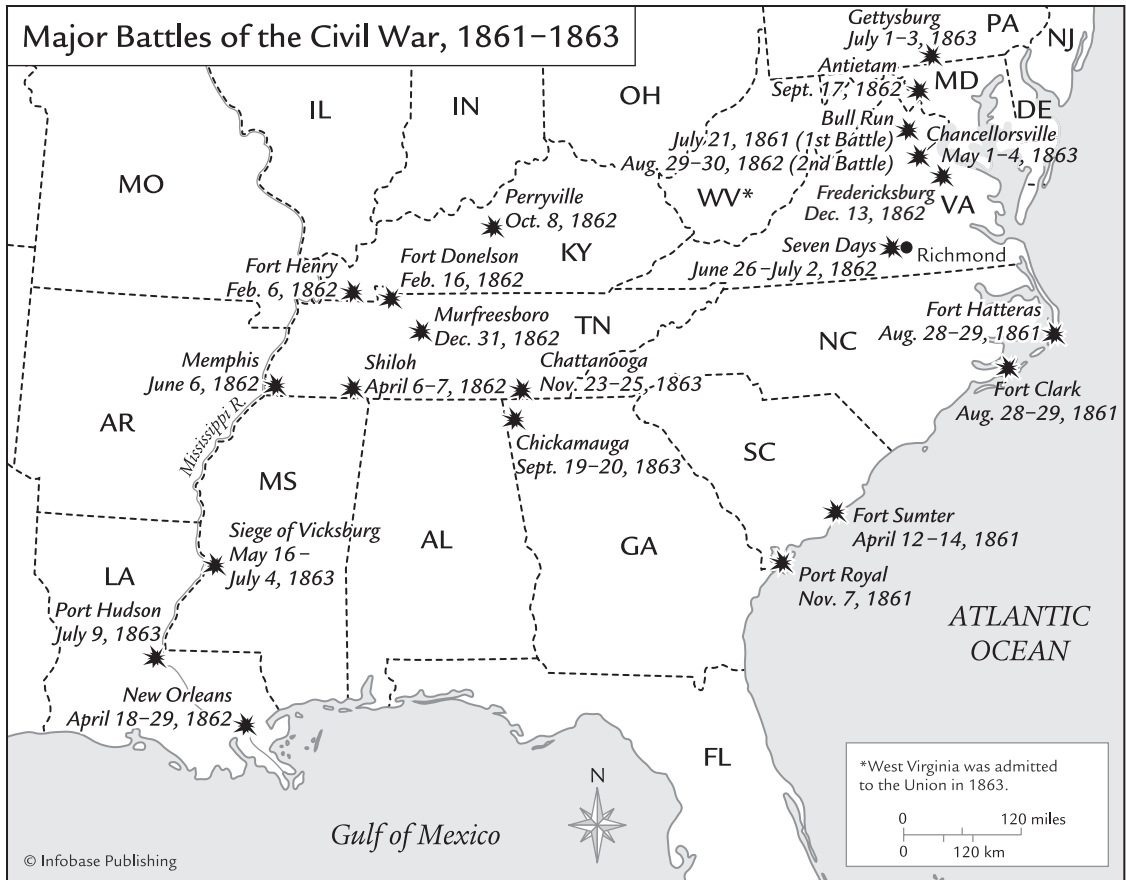 Major Battles of the Civil War, 1861–1863
Gettysburg
July 1–3, 1863
PA
NJ
Antietam
Sept. 17, 1862
MD
DE
OH
IN
IL
MO
Bull Run
July 21, 1861 (1st Battle)
Aug. 29–30, 1862 (2nd Battle)
Chancellorsville
May 1–4, 1863
WV*
Fredericksburg
Dec. 13, 1862
VA
Perryville
Oct. 8, 1862
KY
Seven Days
June 26–July 2, 1862
Richmond
Fort Henry
Feb. 6, 1862
Fort Donelson
Feb. 16, 1862
Murfreesboro
Dec. 31, 1862
TN
NC
Fort Hatteras
Aug. 28–29, 1861
Fort Clark
Aug. 28–29, 1861
Memphis
June 6, 1862
Shiloh
April 6–7, 1862
Chattanooga
Nov. 23–25, 1863
AR
Mississippi R.
Chickamauga
Sept. 19–20, 1863
SC
MS
AL
GA
Fort Sumter
April 12–14, 1861
Port Royal
Nov. 7, 1861
Siege of Vicksburg
May 16–
July 4, 1863
LA
Port Hudson
July 9, 1863
New Orleans
April 18–29, 1862
ATLANTIC
OCEAN
FL
N
Gulf of Mexico
*West Virginia was admitted
to the Union in 1863.
0 120 miles
0 120 km
© Infobase Publishing